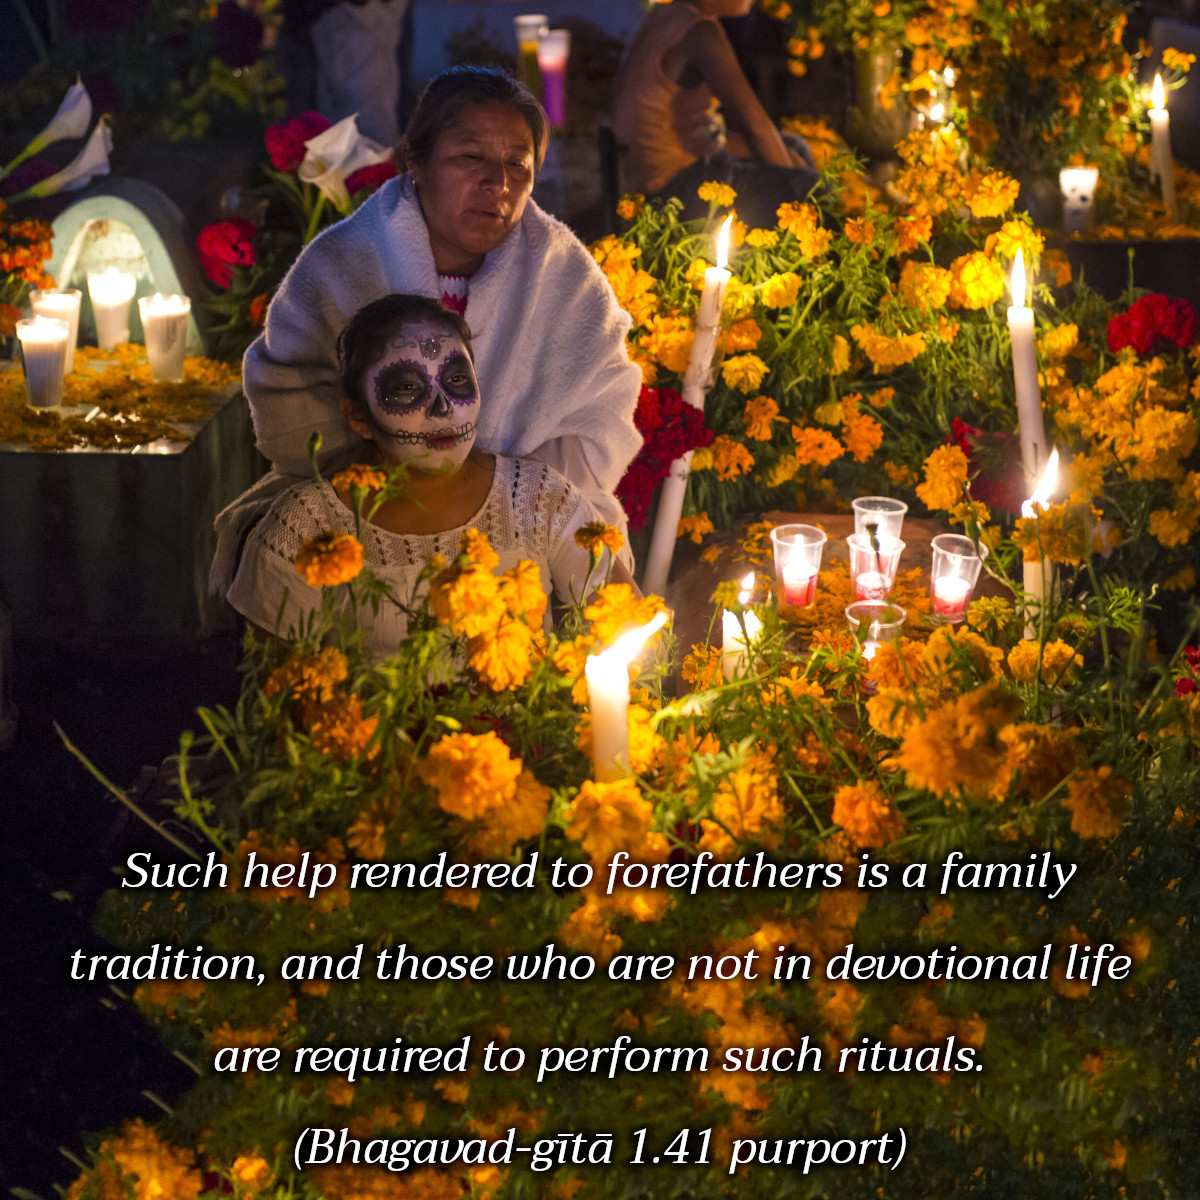 Such help rendered to forefathers is a family
tradition, and those who are not in devotional life
are required to perform such rituals.
(Bhagavad-gītā 1.41 purport)